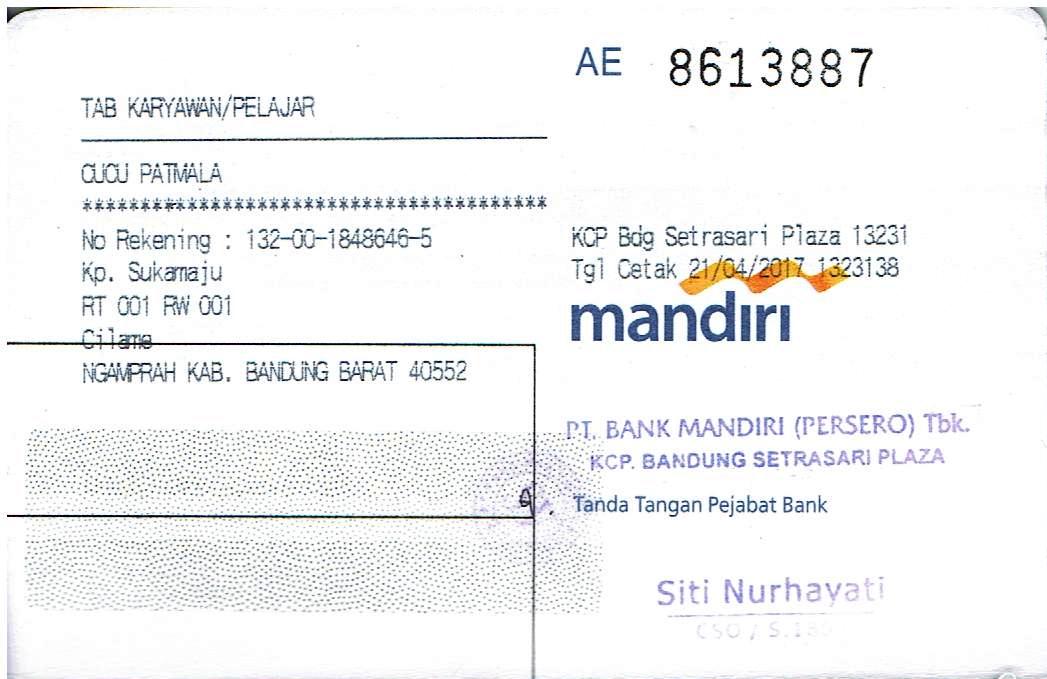 AE 8613887
TAB KARYAWAN/PELAJAR
CUCU PATMALA
****************************************
No Rekening : 132-00-1848646-5
Kp. Sukamaju
RT 001 RW 001
Cilame
NGAMPRAH KAB. BANDUNG BARAT 40552
KCP Bdg Setrasari Plaza 13231
Tgl Cetak 21/04/2017 1323138
mandiri
PT. BANK MANDIRI (PERSERO) Tbk.
KCP. BANDUNG SETRASARI PLAZA
Tanda Tangan Pejabat Bank
Siti Nurhayati
CSO /